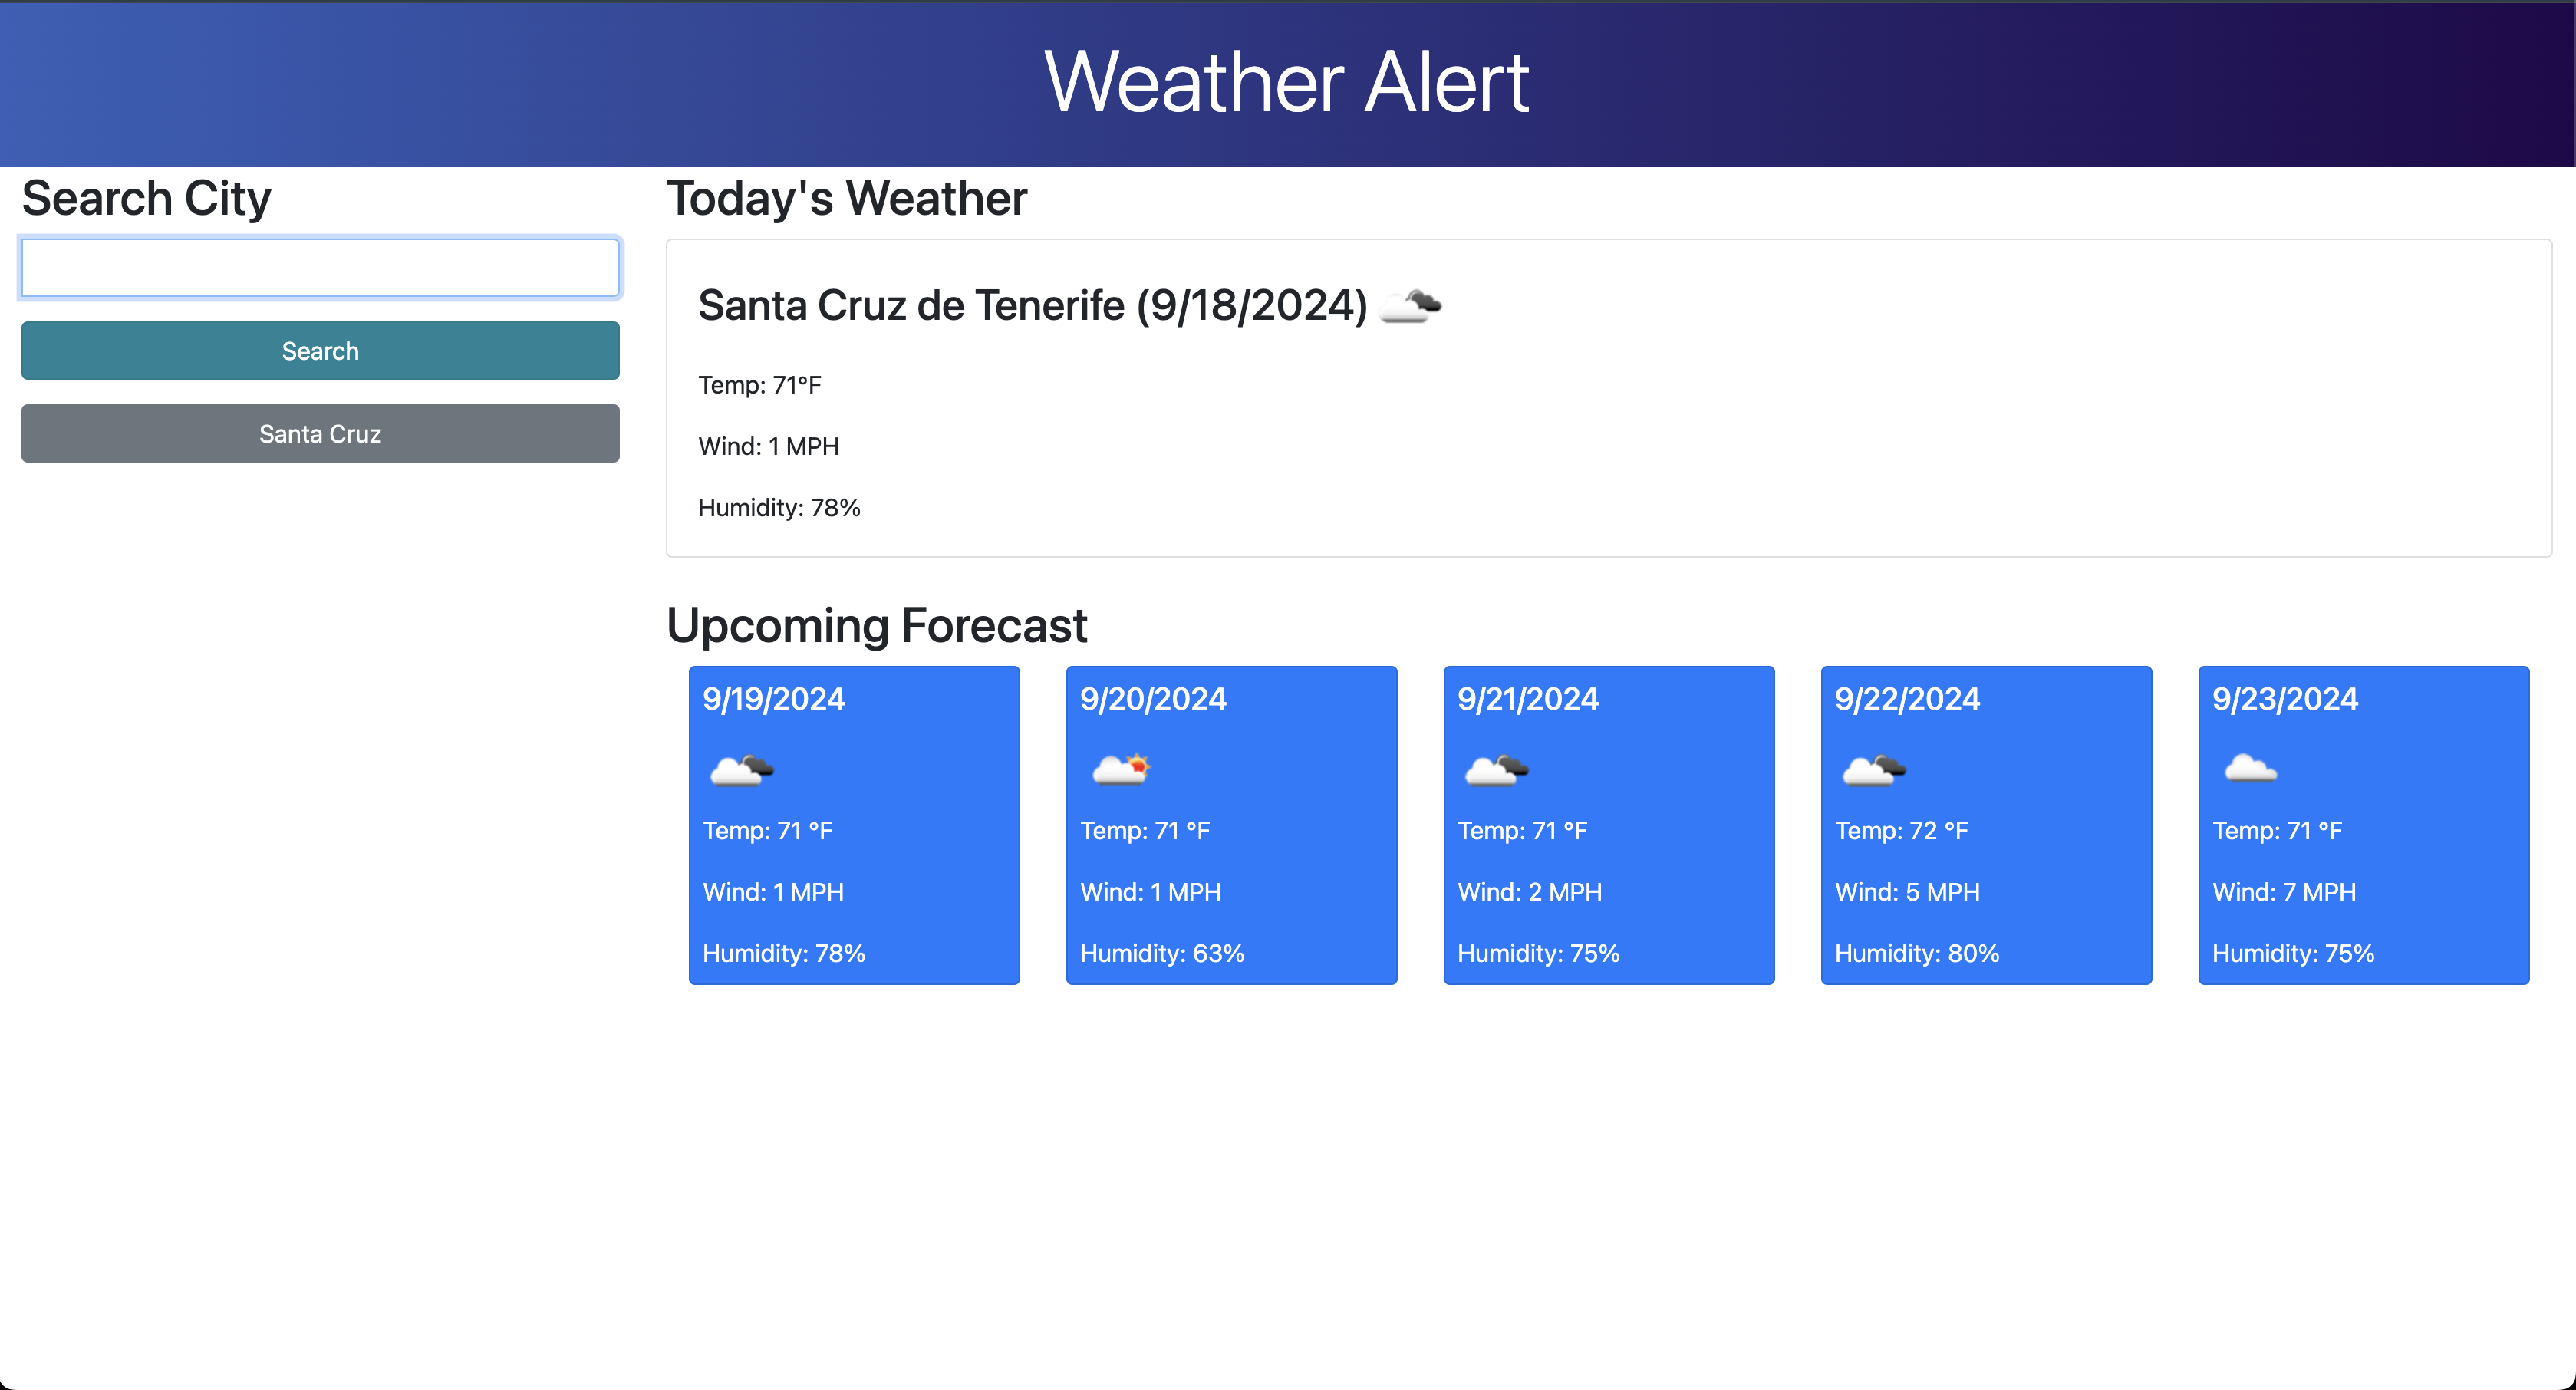 Weather Alert
Search City
Search
Santa Cruz
Today's Weather
Santa Cruz de Tenerife (9/18/2024)
Temp: 71°F
Wind: 1 MPH
Humidity: 78%
Upcoming Forecast
9/19/2024
Temp: 71 °F
Wind: 1 MPH
Humidity: 78%
9/20/2024
Temp: 71 °F
Wind: 1 MPH
Humidity: 63%
9/21/2024
Temp: 71 °F
Wind: 2 MPH
Humidity: 75%
9/22/2024
Temp: 72 °F
Wind: 5 MPH
Humidity: 80%
9/23/2024
Temp: 71 °F
Wind: 7 MPH
Humidity: 75%